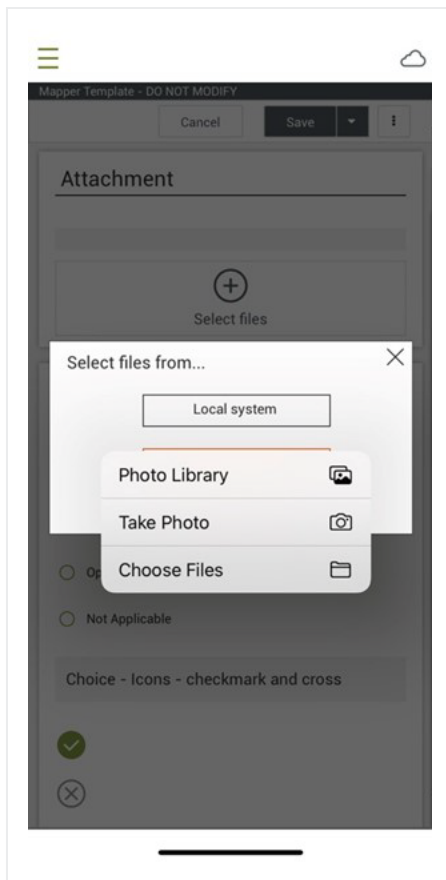 Mapper Template - DO NOT MODIFY
Cancel
Save
Attachment
Select files
Select files from...
Local system
Photo Library
Take Photo
Choose Files
Not Applicable
Choice - Icons - checkmark and cross